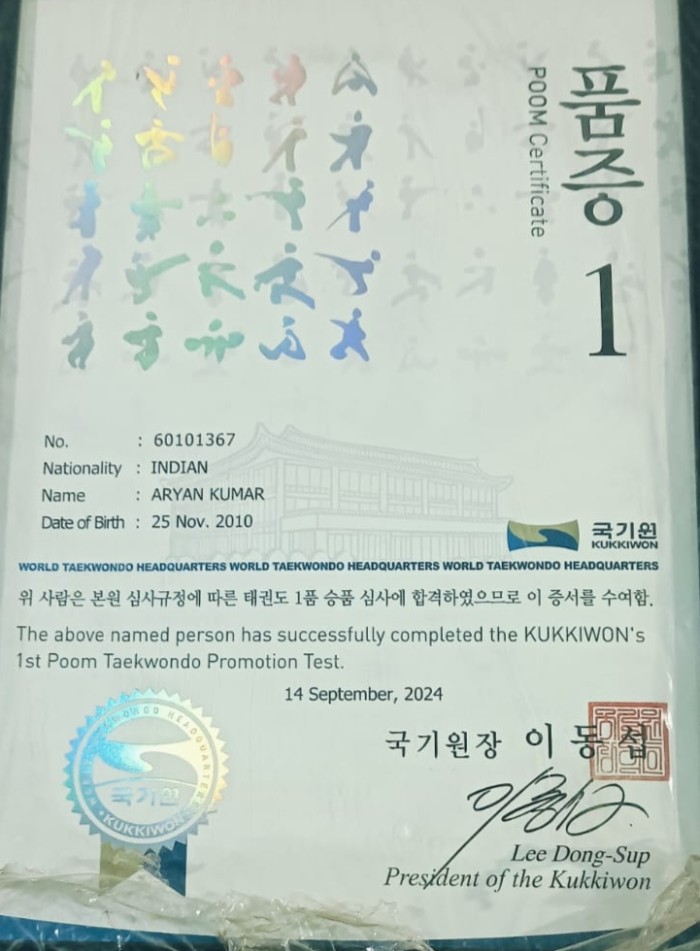 품증
POOM Certificate
1
No. : 60101367
Nationality : INDIAN
Name : ARYAN KUMAR
Date of Birth : 25 Nov. 2010
국기원
KUKKIWON
WORLD TAEKWONDO HEADQUARTERS WORLD TAEKWONDO HEADQUARTERS WORLD TAEKWONDO HEADQUARTERS
위 사람은 본원 심사규정에 따른 태권도 1품 승품 심사에 합격하였으므로 이 증서를 수여함.
The above named person has successfully completed the KUKKIWON's
1st Poom Taekwondo Promotion Test.
14 September, 2024
국기원장 이동섭
Lee Dong-Sup
President of the Kukkiwon
국기원
KUKKIWON